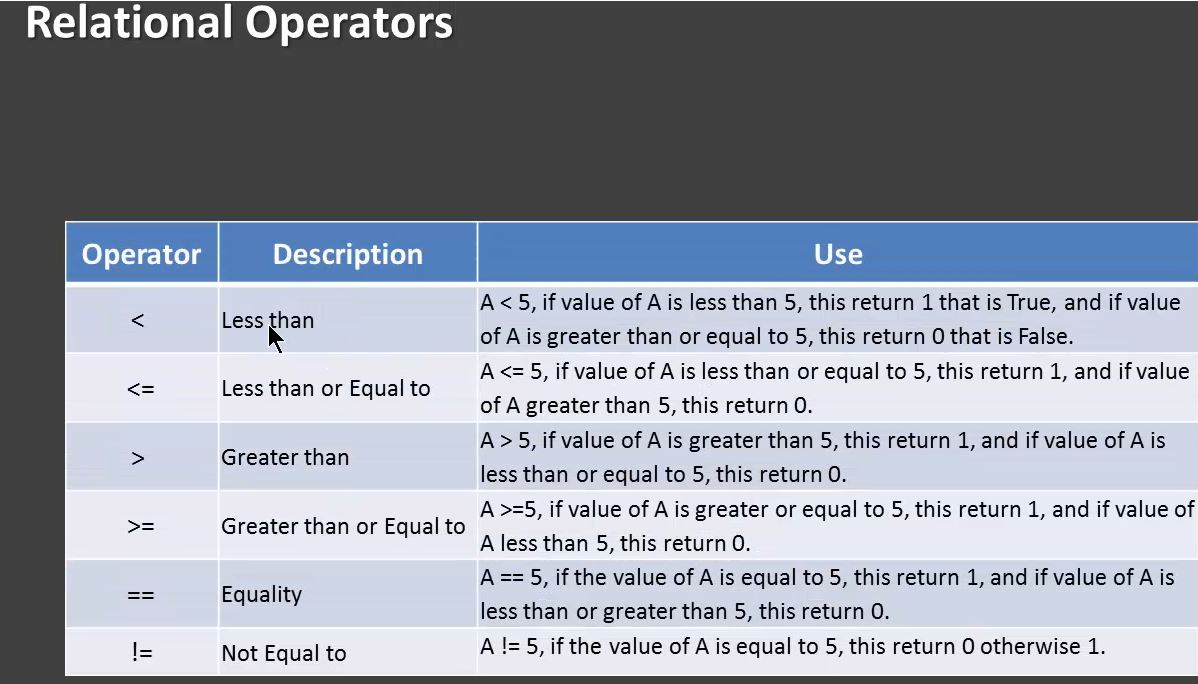 Relational Operators
Operator Description Use
< Less than A < 5, if value of A is less than 5, this return 1 that is True, and if value
of A is greater than or equal to 5, this return 0 that is False.
<= Less than or Equal to A <= 5, if value of A is less than or equal to 5, this return 1, and if value
of A greater than 5, this return 0.
> Greater than A > 5, if value of A is greater than 5, this return 1, and if value of A is
less than or equal to 5, this return 0.
>= Greater than or Equal to A >=5, if value of A is greater or equal to 5, this return 1, and if value of
A less than 5, this return 0.
== Equality A == 5, if the value of A is equal to 5, this return 1, and if value of A is
less than or greater than 5, this return 0.
!= Not Equal to A != 5, if the value of A is equal to 5, this return 0 otherwise 1.